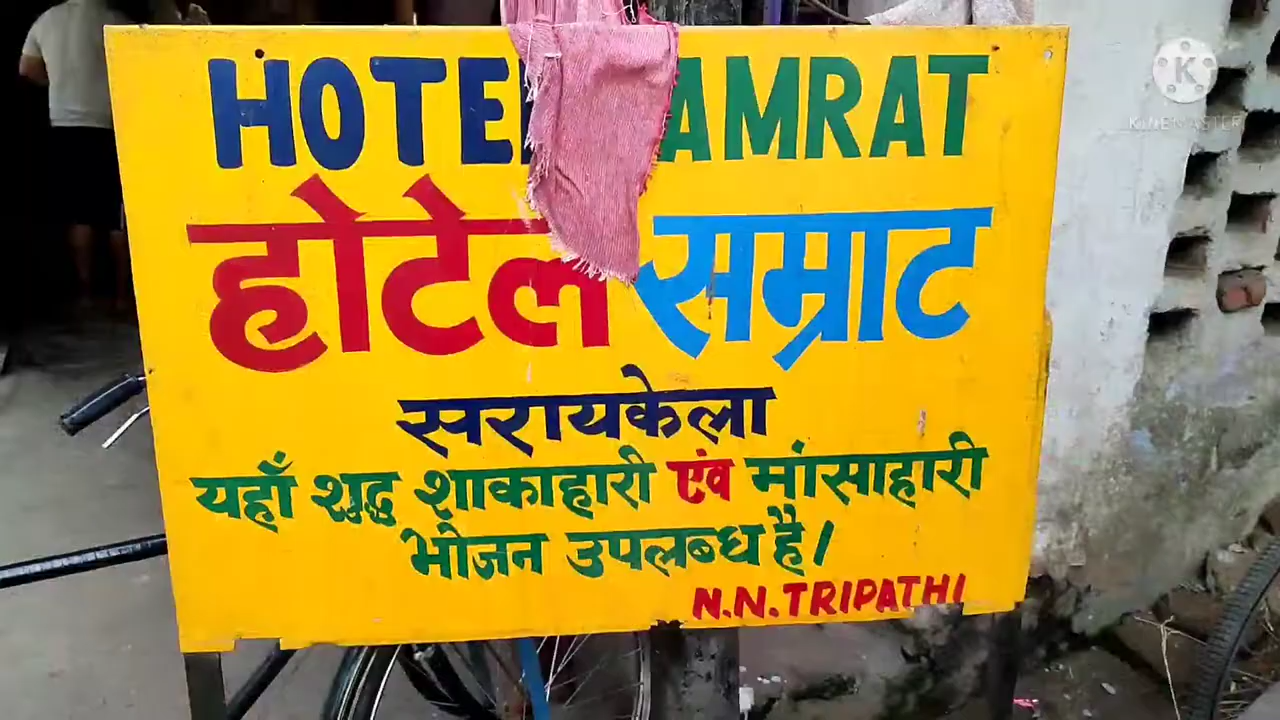 HOTEL SAMRAT
होटेल सम्राट
सरायकेला
यहाँ शुद्ध शाकाहारी एंव मांसाहारी
भोजन उपलब्ध है।
N.N.TRIPATHI
K
KINEMASTER